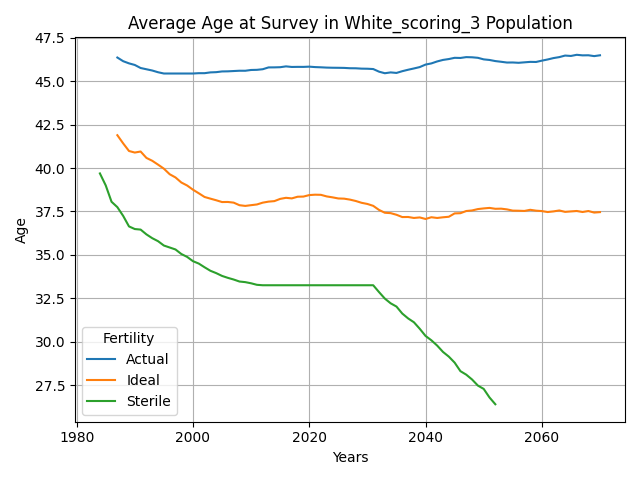 Average Age at Survey in White_scoring_3 Population
47.5
45.0
42.5
40.0
37.5
35.0
32.5
30.0
27.5
Age
Fertility
Actual
Ideal
Sterile
1980 2000 2020 2040 2060
Years